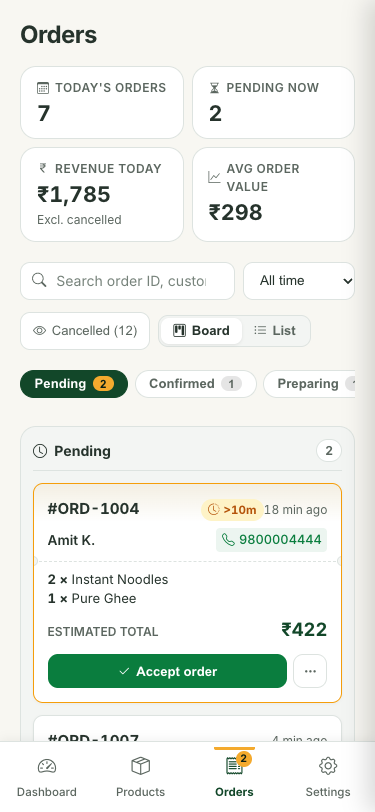 Orders
TODAY'S ORDERS
7
PENDING NOW
2
₹ REVENUE TODAY
₹1,785
Excl. cancelled
AVG ORDER
VALUE
₹298
Search order ID, custo
All time
Cancelled (12)
Board
List
Pending 2
Confirmed 1
Preparing
Pending
2
#ORD-1004
>10m 18 min ago
Amit K.
9800004444
2 × Instant Noodles
1 × Pure Ghee
ESTIMATED TOTAL
₹422
Accept order
#ORD-1007
4 min ago
2
Dashboard
Products
Orders
Settings